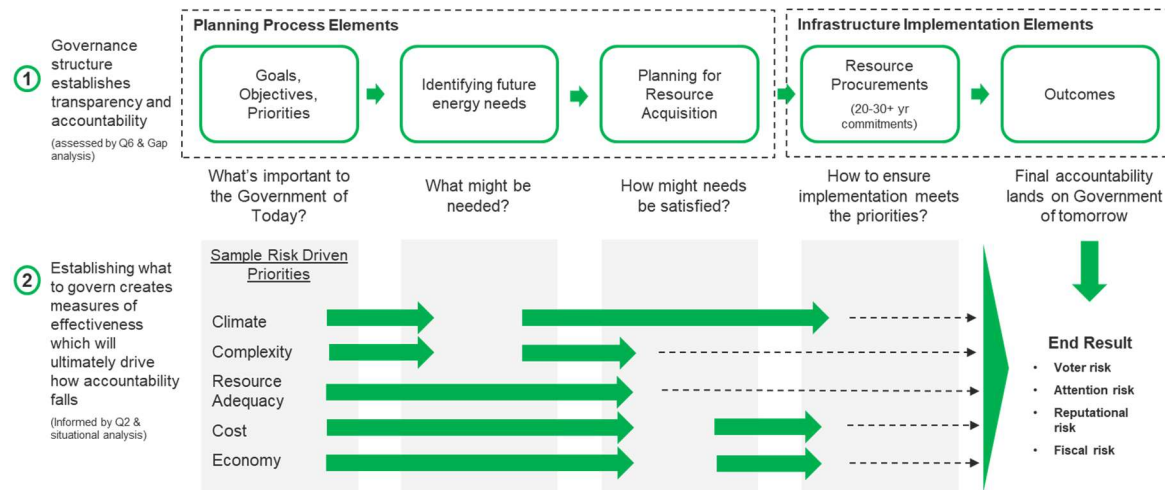 Planning Process Elements
Infrastructure Implementation Elements
1
Governance
structure
establishes
transparency and
accountability
(assessed by Q6 & Gap
analysis)
Goals,
Objectives,
Priorities
Identifying future
energy needs
Planning for
Resource
Acquisition
Resource
Procurements
(20-30+ yr
commitments)
Outcomes
What's important to
the Government of
Today?
What might be
needed?
How might needs
be satisfied?
How to ensure
implementation meets
the priorities?
Final accountability
lands on Government
of tomorrow
2
Establishing what
to govern creates
measures of
effectiveness
which will
ultimately drive
how accountability
falls
(Informed by Q2 &
situational analysis)
Sample Risk Driven
Priorities
Climate
Complexity
Resource
Adequacy
Cost
Economy
End Result
• Voter risk
• Attention risk
• Reputational
risk
• Fiscal risk